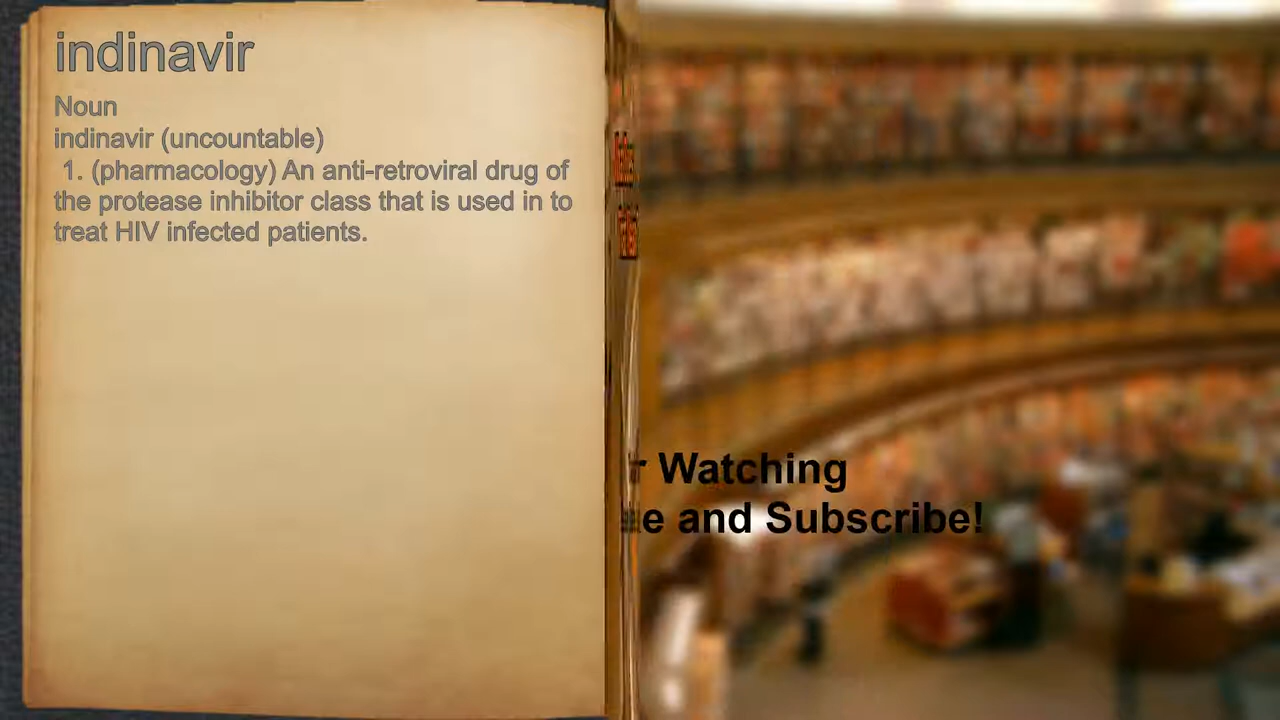 indinavir
Noun
indinavir (uncountable)
1. (pharmacology) An anti-retroviral drug of
the protease inhibitor class that is used in to
treat HIV infected patients.
Watching
and Subscribe!